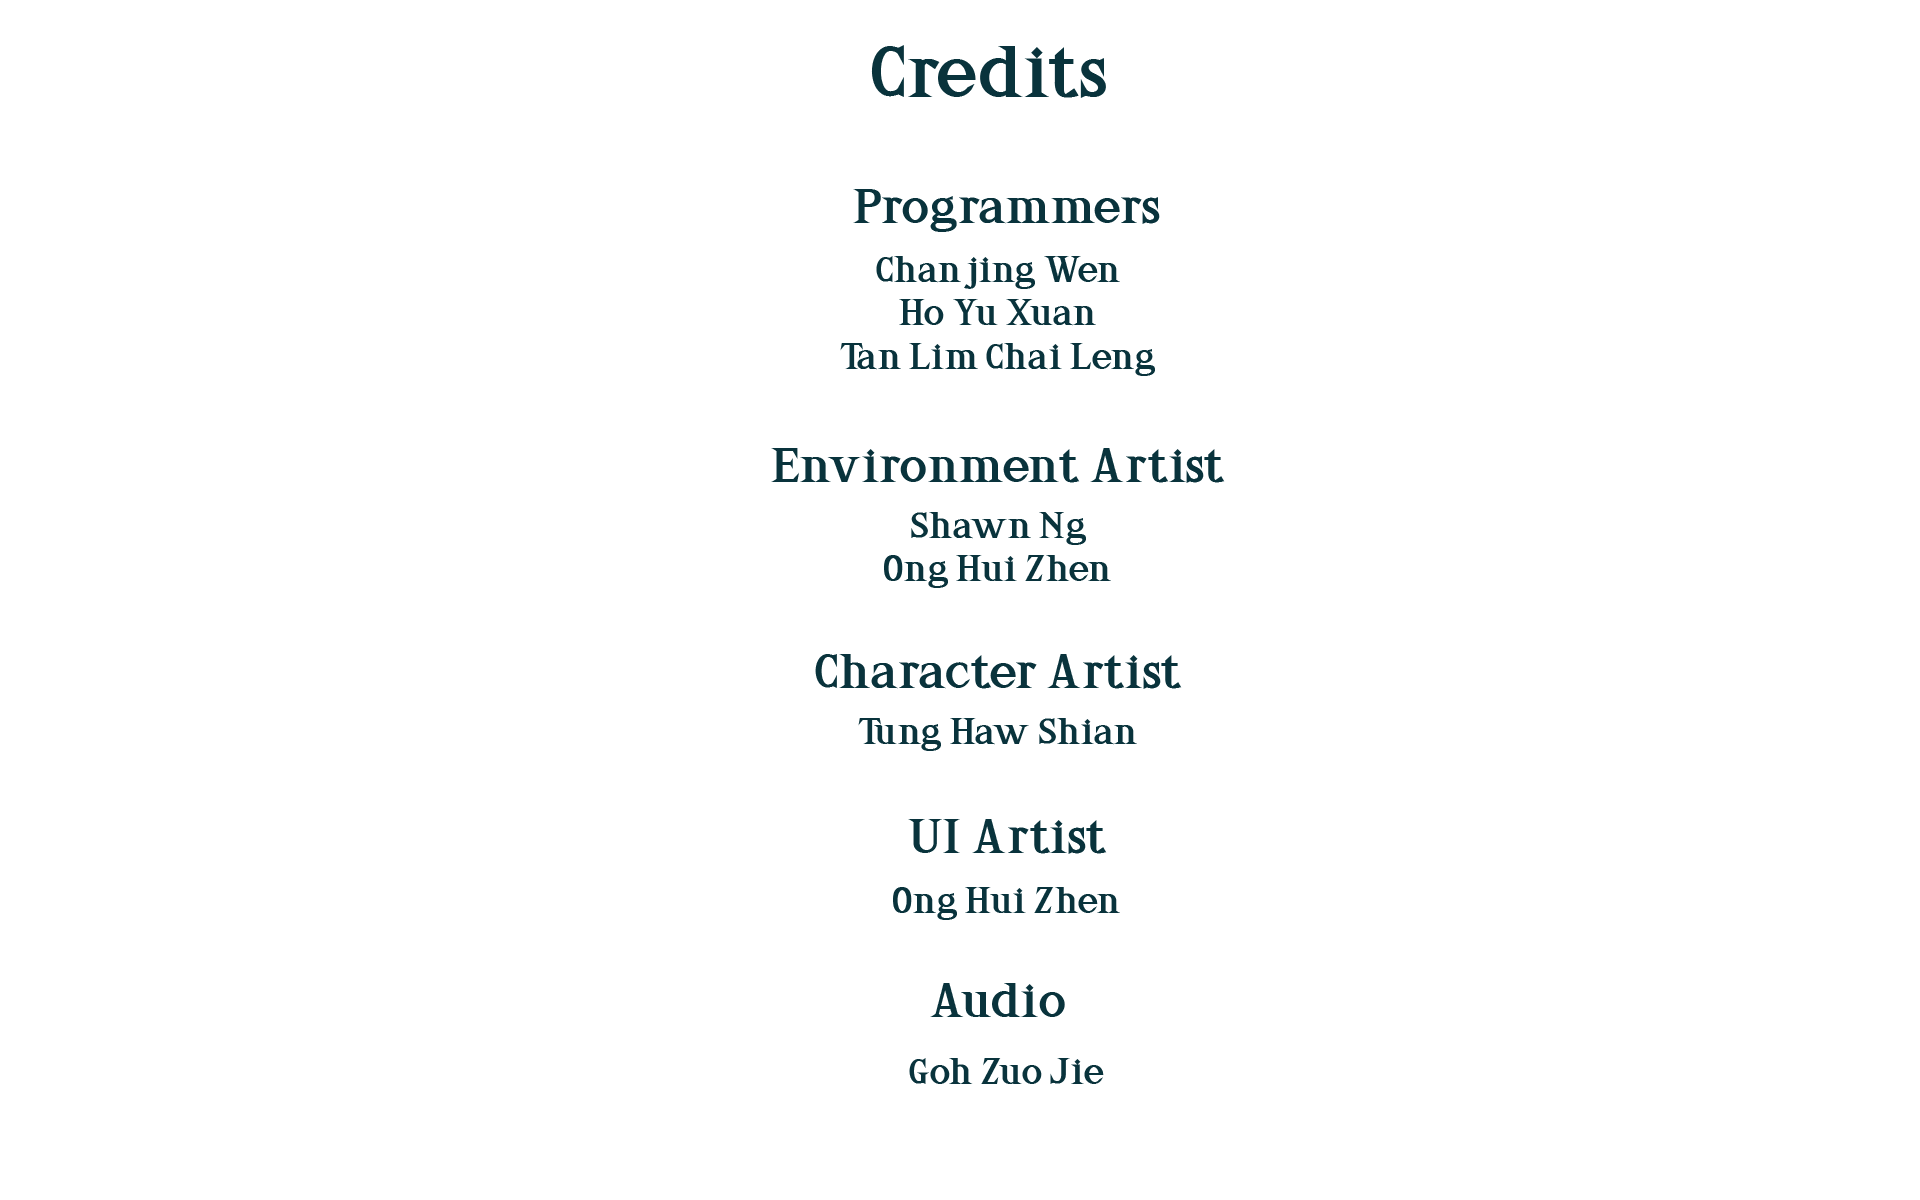 Credits
Programmers
Chan jing Wen
Ho Yu Xuan
Tan Lim Chai Leng
Environment Artist
Shawn Ng
Ong Hui Zhen
Character Artist
Tung Haw Shian
UI Artist
Ong Hui Zhen
Audio
Goh Zuo Jie